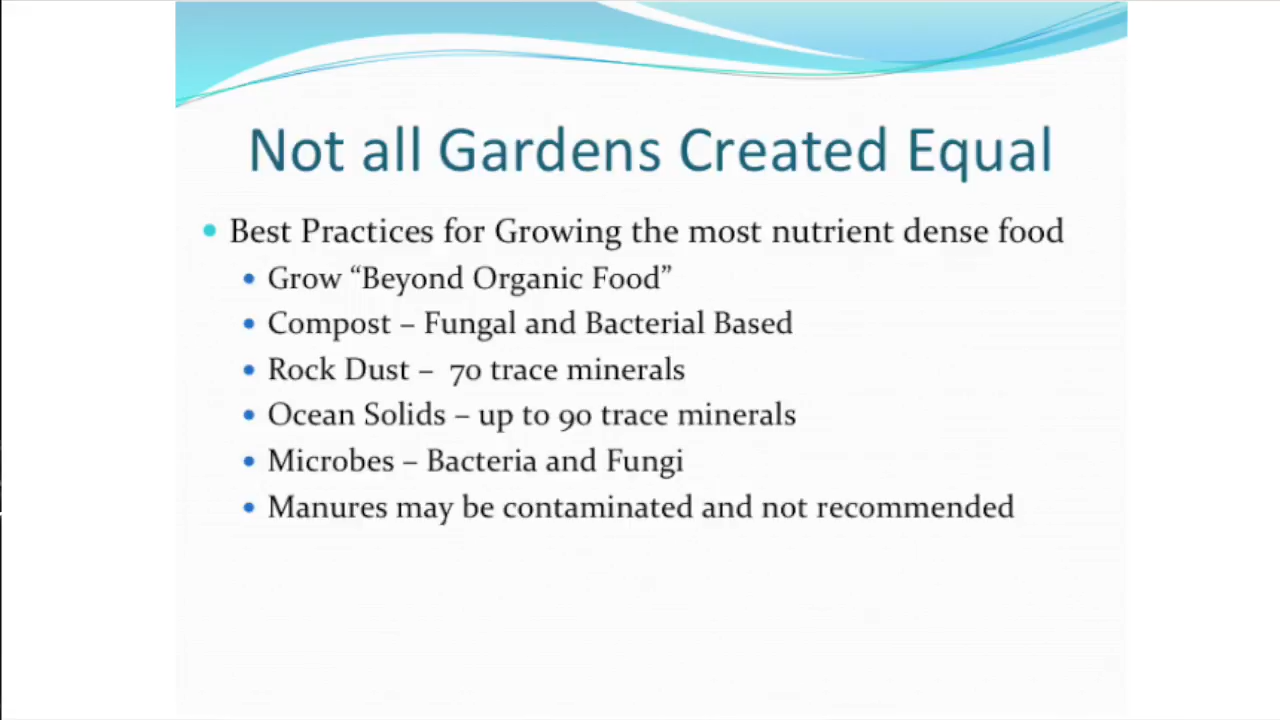 Not all Gardens Created Equal
• Best Practices for Growing the most nutrient dense food
• Grow “Beyond Organic Food”
• Compost – Fungal and Bacterial Based
• Rock Dust –  70 trace minerals
• Ocean Solids – up to 90 trace minerals
• Microbes – Bacteria and Fungi
• Manures may be contaminated and not recommended